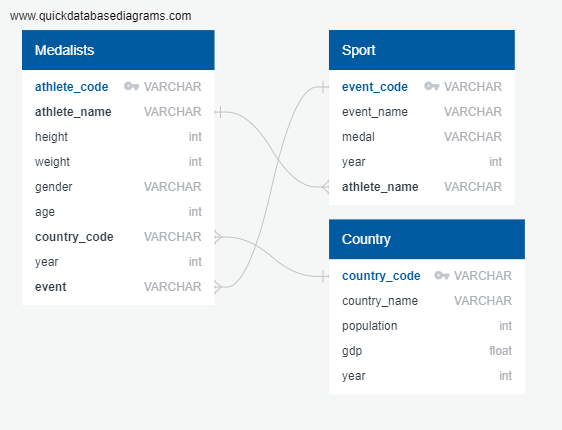 www.quickdatabasediagrams.com
Medalists
athlete_code VARCHAR
athlete_name VARCHAR
height int
weight int
gender VARCHAR
age int
country_code VARCHAR
year int
event VARCHAR
Sport
event_code VARCHAR
event_name VARCHAR
medal VARCHAR
year int
athlete_name VARCHAR
Country
country_code VARCHAR
country_name VARCHAR
population int
gdp float
year int